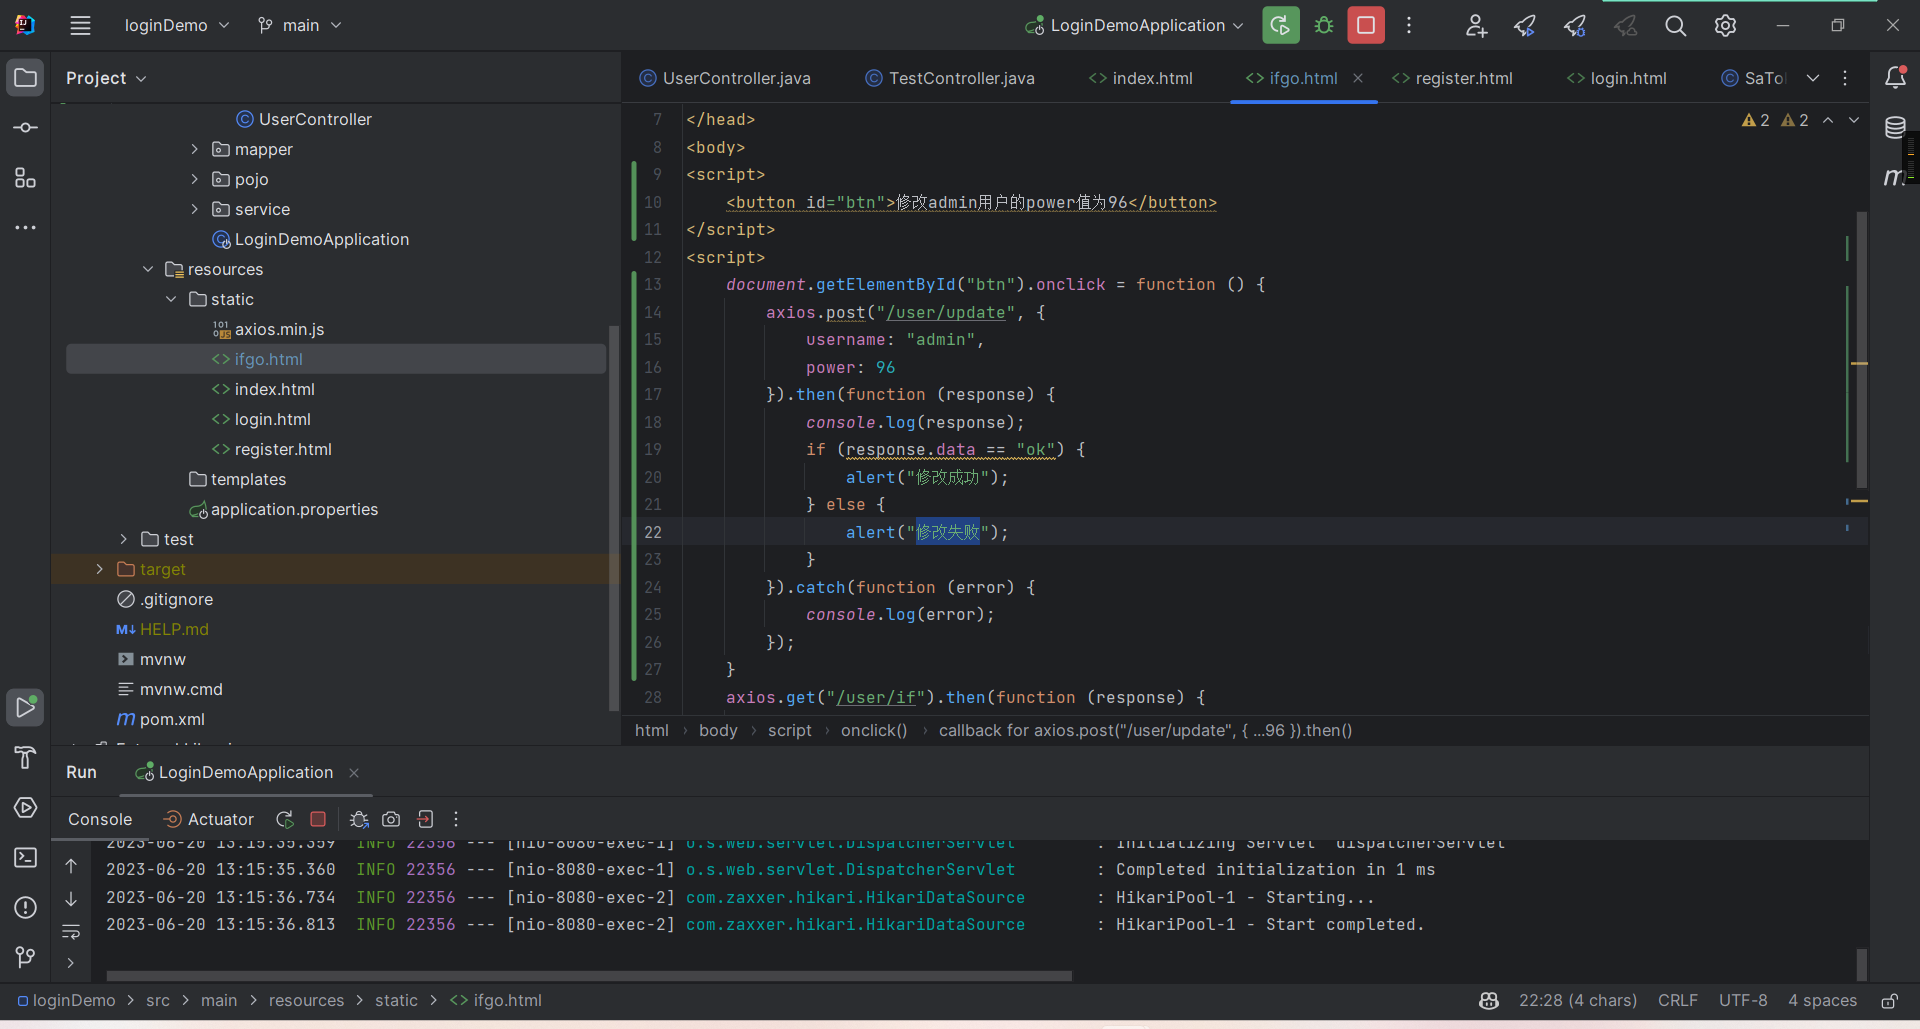 loginDemo
main
LoginDemoApplication
Project
UserController.java
TestController.java
index.html
ifgo.html
register.html
login.html
SaTo
UserController
mapper
pojo
service
LoginDemoApplication
resources
static
axios.min.js
ifgo.html
index.html
login.html
register.html
templates
application.properties
test
target
.gitignore
HELP.md
mvnw
mvnw.cmd
pom.xml
2 2
7 </head>
8 <body>
9 <script>
10 <button id="btn">修改admin用户的power值为96</button>
11 </script>
12 <script>
13 document.getElementById("btn").onclick = function () {
14 axios.post("/user/update", {
15 username: "admin",
16 power: 96
17 }).then(function (response) {
18 console.log(response);
19 if (response.data == "ok") {
20 alert("修改成功");
21 } else {
22 alert("修改失败");
23 }
24 }).catch(function (error) {
25 console.log(error);
26 });
27 }
28 axios.get("/user/if").then(function (response) {
html › body › script › onclick() › callback for axios.post("/user/update", { ...96 }).then()
Run
LoginDemoApplication
Console
Actuator
2023-06-20 13:15:35.359 INFO 22356 --- [nio-8080-exec-1] o.s.web.servlet.DispatcherServlet : Initializing Servlet 'dispatcherServlet'
2023-06-20 13:15:35.360 INFO 22356 --- [nio-8080-exec-1] o.s.web.servlet.DispatcherServlet : Completed initialization in 1 ms
2023-06-20 13:15:36.734 INFO 22356 --- [nio-8080-exec-2] com.zaxxer.hikari.HikariDataSource : HikariPool-1 - Starting...
2023-06-20 13:15:36.813 INFO 22356 --- [nio-8080-exec-2] com.zaxxer.hikari.HikariDataSource : HikariPool-1 - Start completed.
loginDemo > src > main > resources > static > ifgo.html
22:28 (4 chars)
CRLF
UTF-8
4 spaces